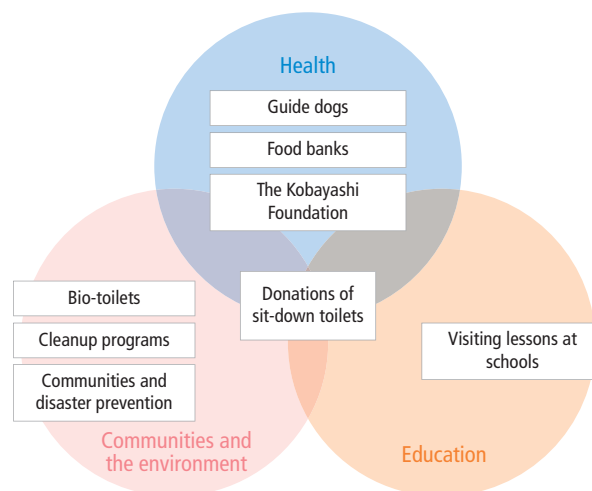 Health
Guide dogs
Food banks
The Kobayashi
Foundation
Donations of
sit-down toilets
Bio-toilets
Cleanup programs
Communities and
disaster prevention
Visiting lessons at
schools
Communities and
the environment
Education